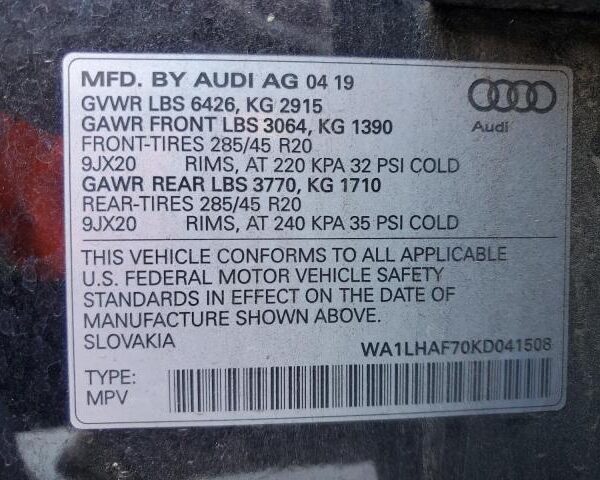 MFD. BY AUDI AG 04 19
GVWR LBS 6426, KG 2915
GAWR FRONT LBS 3064, KG 1390
FRONT-TIRES 285/45 R20
9JX20 RIMS, AT 220 KPA 32 PSI COLD
GAWR REAR LBS 3770, KG 1710
REAR-TIRES 285/45 R20
9JX20 RIMS, AT 240 KPA 35 PSI COLD
Audi
THIS VEHICLE CONFORMS TO ALL APPLICABLE
U.S. FEDERAL MOTOR VEHICLE SAFETY
STANDARDS IN EFFECT ON THE DATE OF
MANUFACTURE SHOWN ABOVE.
SLOVAKIA
WA1LHAF70KD041508
TYPE:
MPV